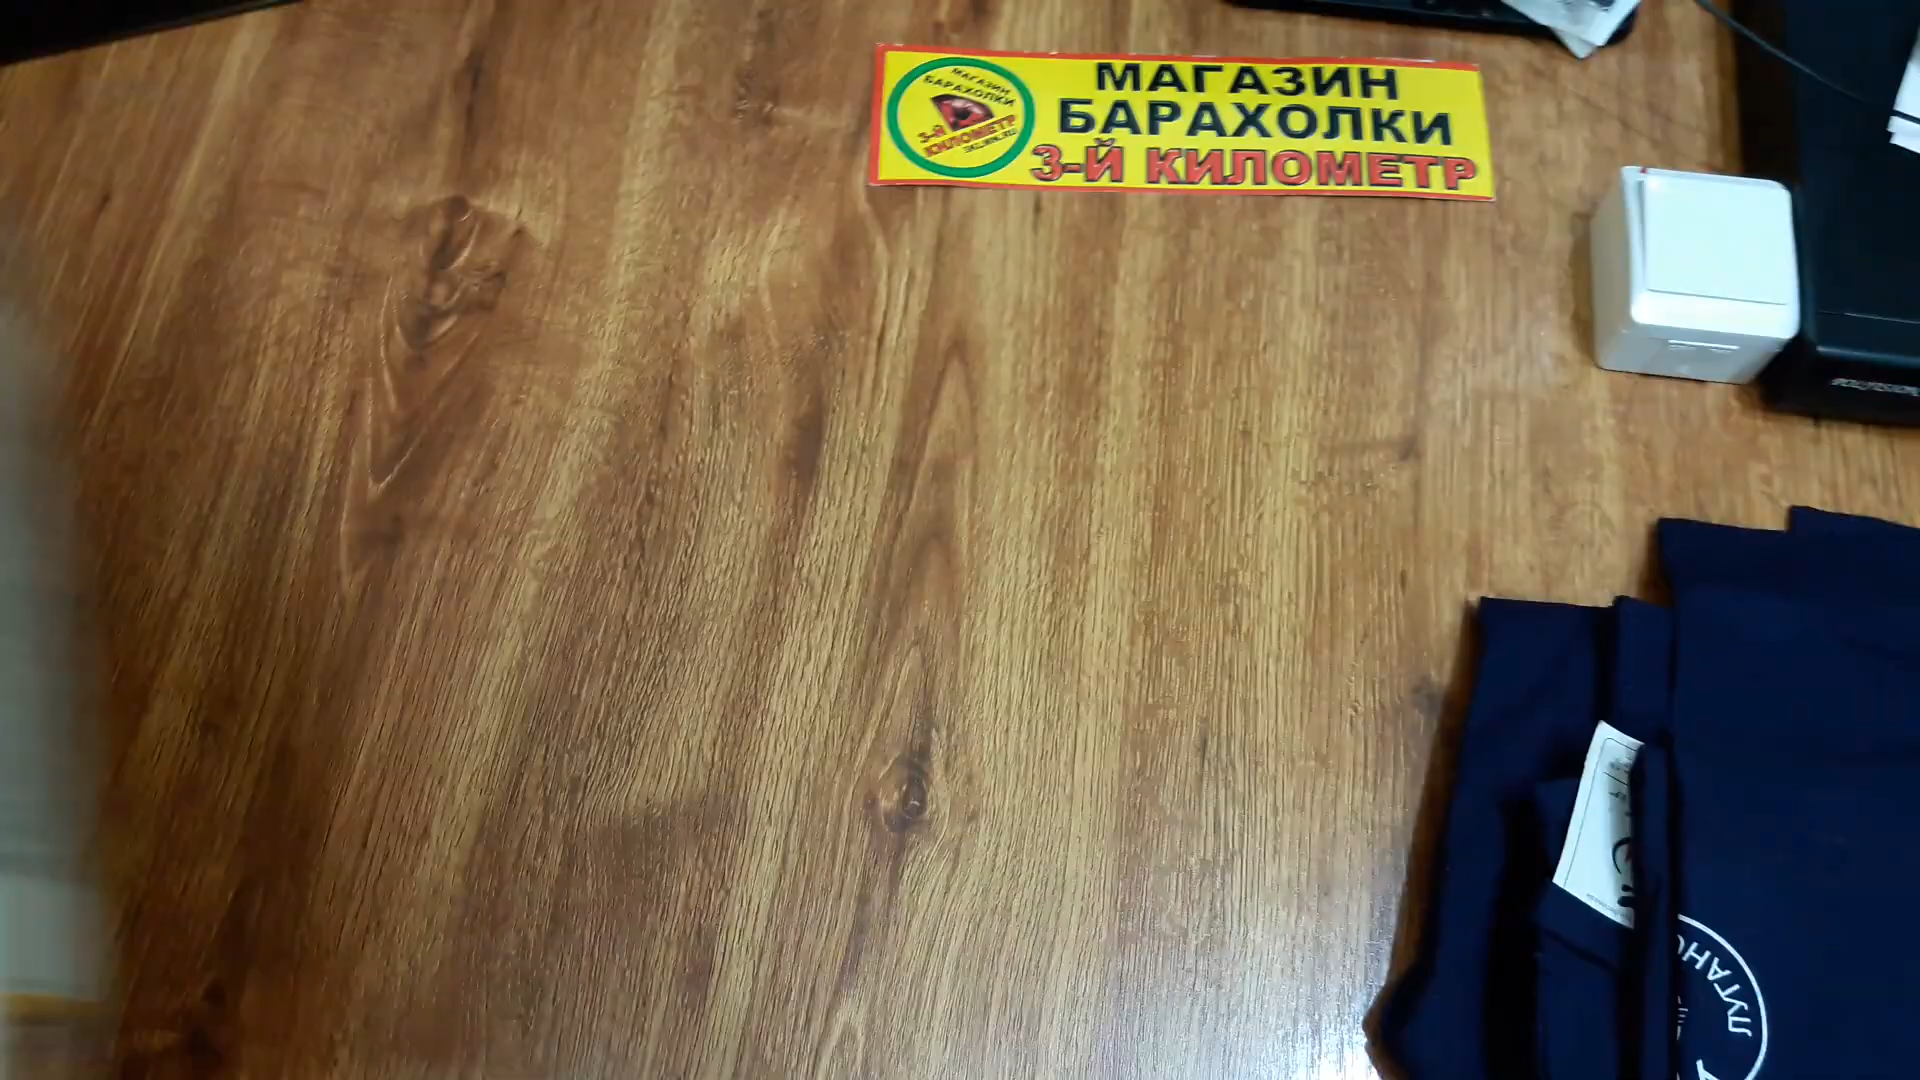 МАГАЗИН
БАРАХОЛКИ
3-Й КИЛОМЕТР
МАГАЗИН
БАРАХОЛКИ
3-Й
КИЛОМЕТР